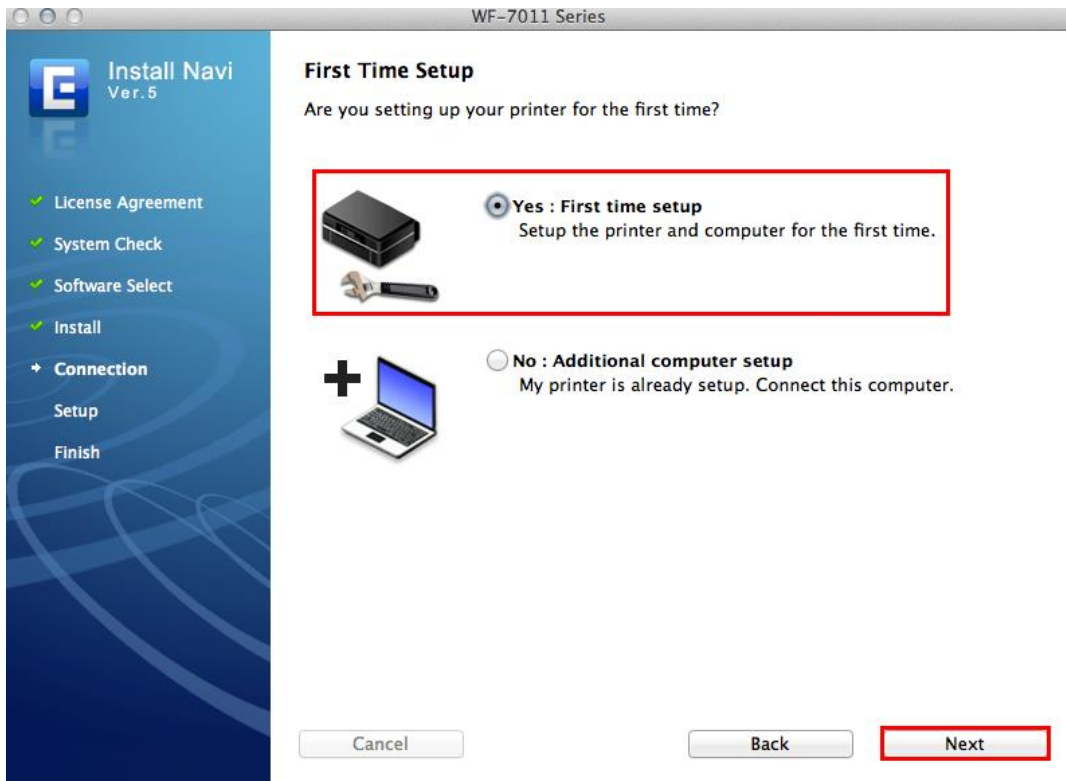 WF-7011 Series
Install Navi
Ver.5
License Agreement
System Check
Software Select
Install
Connection
Setup
Finish
First Time Setup
Are you setting up your printer for the first time?
Yes : First time setup
Setup the printer and computer for the first time.
No : Additional computer setup
My printer is already setup. Connect this computer.
Cancel
Back
Next